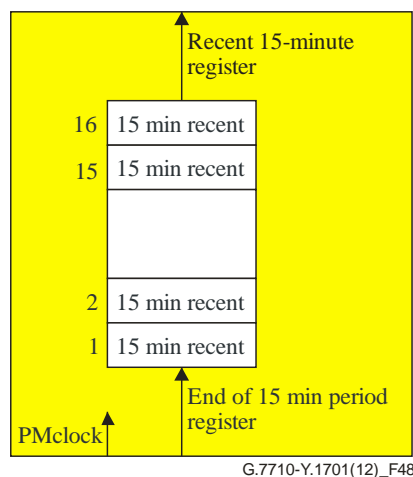 Recent 15-minute
register
16 15 min recent
15 15 min recent
2 15 min recent
1 15 min recent
End of 15 min period
register
PMclock
G.7710-Y.1701(12)_F48